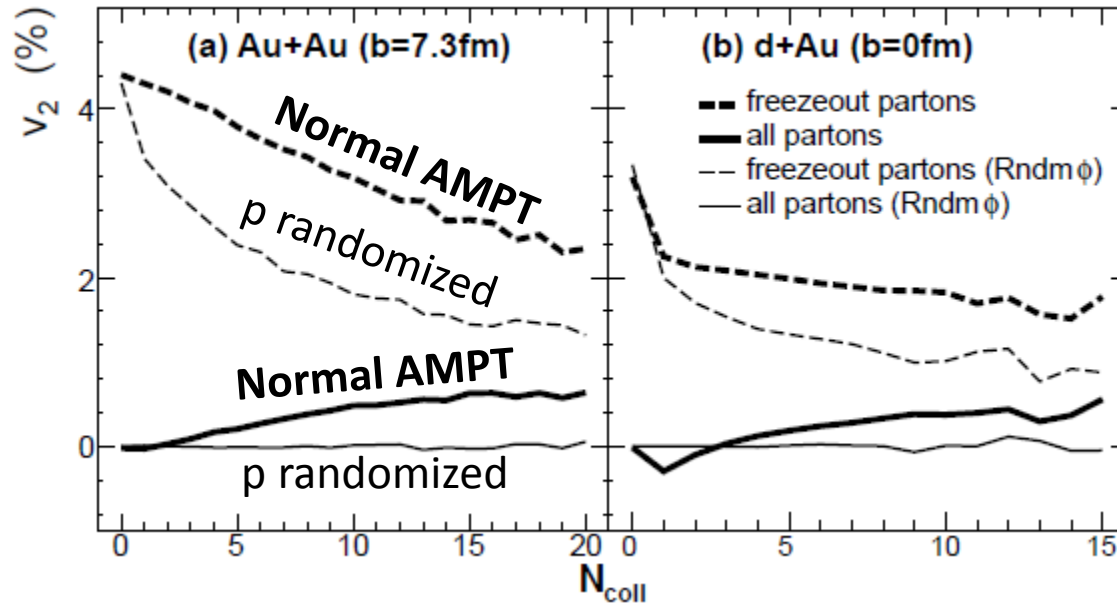 (a) Au+Au (b=7.3fm)
(b) d+Au (b=0fm)
v2 (%)
4
2
0
Normal AMPT
p randomized
Normal AMPT
p randomized
freezeout partons
all partons
freezeout partons (Rndm ϕ)
all partons (Rndm ϕ)
0 5 10 15 20
0 5 10 15
Ncoll